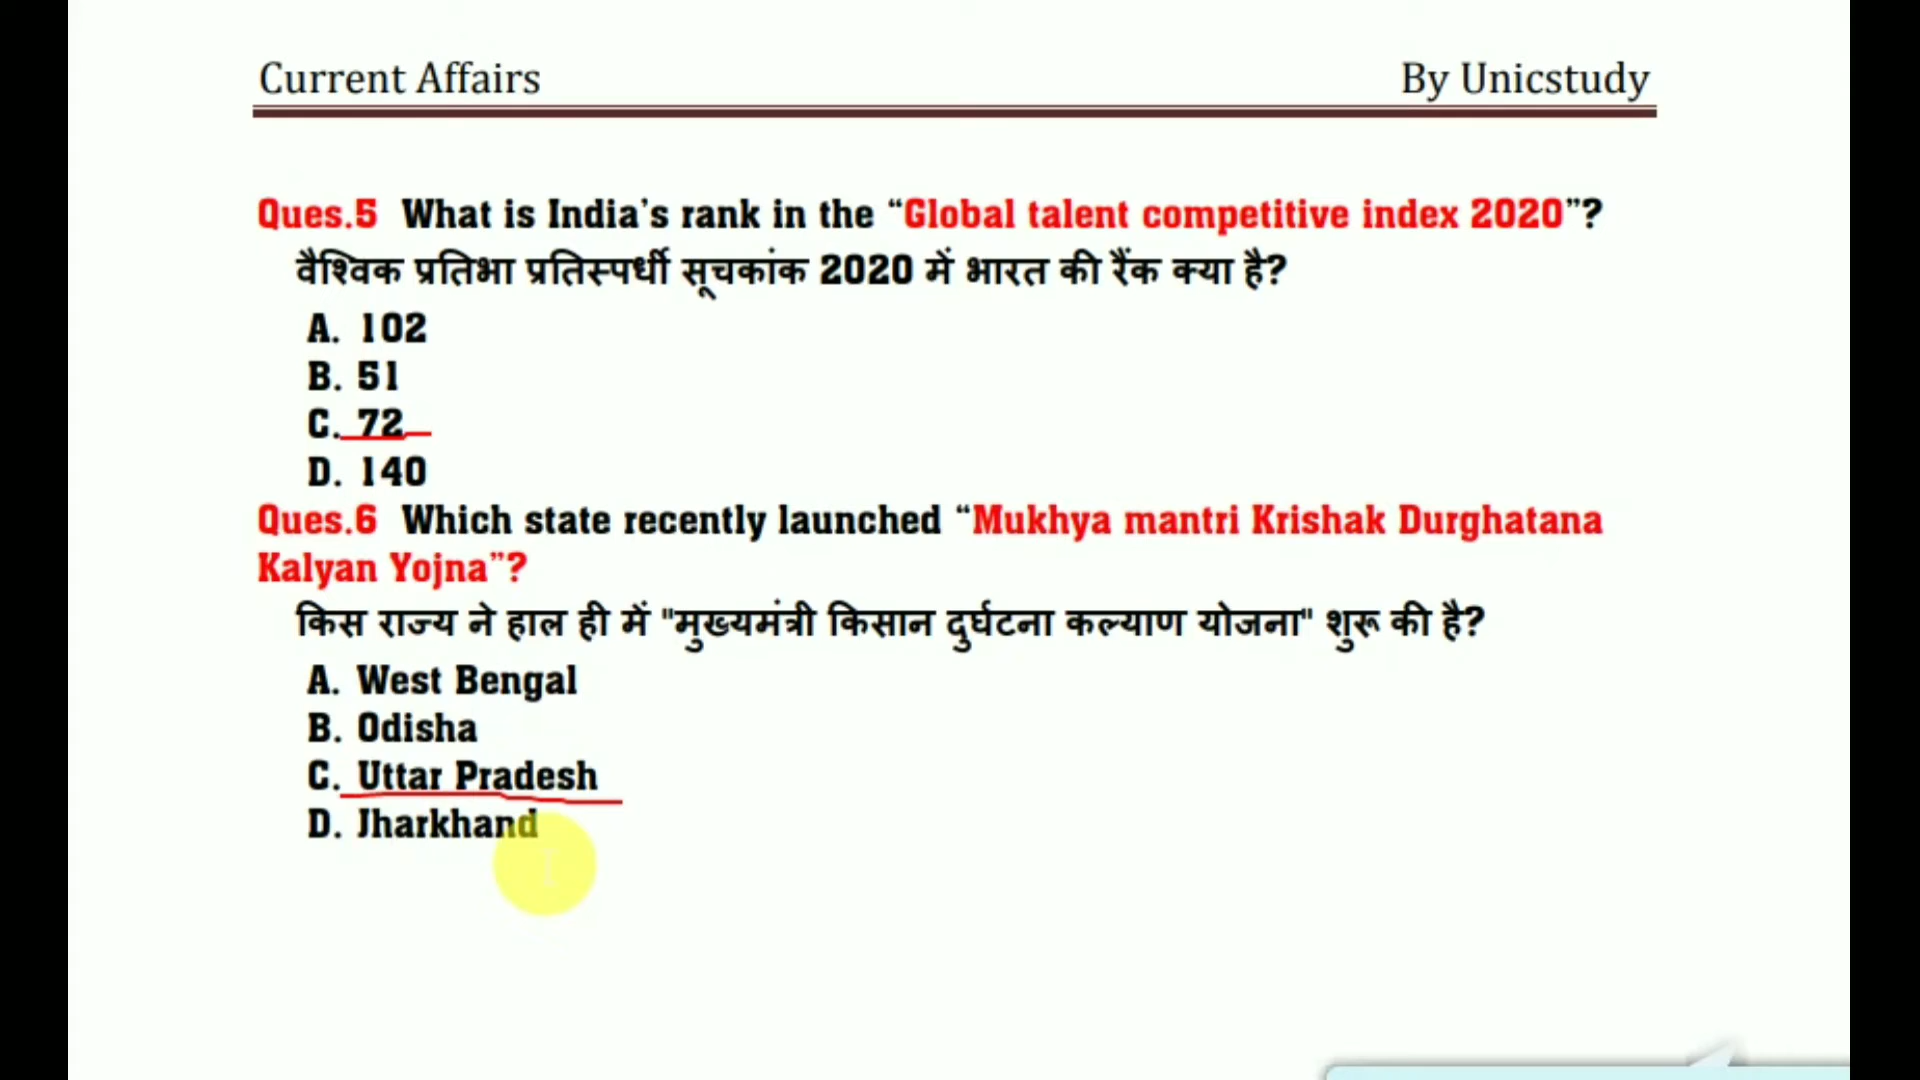 Current Affairs By Unicstudy
Ques.5 What is India's rank in the “Global talent competitive index 2020”?
वैश्विक प्रतिभा प्रतिस्पर्धी सूचकांक 2020 में भारत की रैंक क्या है?
A. 102
B. 51
C. 72
D. 140
Ques.6 Which state recently launched “Mukhya mantri Krishak Durghatana
Kalyan Yojna”?
किस राज्य ने हाल ही में "मुख्यमंत्री किसान दुर्घटना कल्याण योजना" शुरू की है?
A. West Bengal
B. Odisha
C. Uttar Pradesh
D. Jharkhand